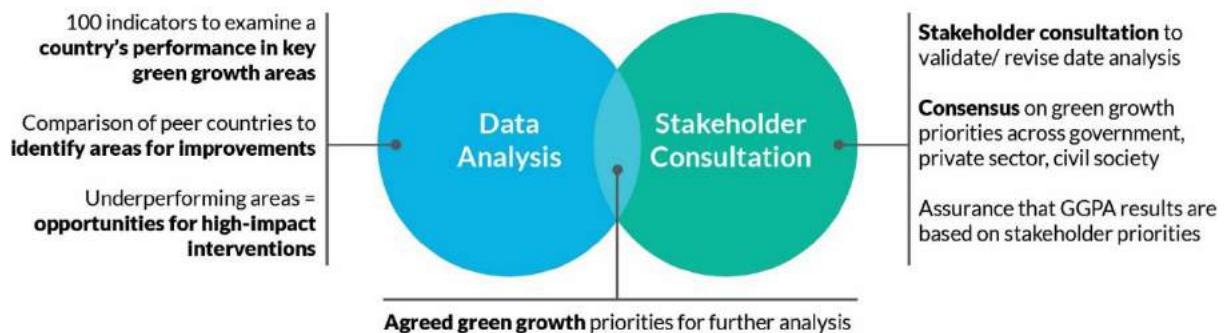 100 indicators to examine a
country's performance in key
green growth areas
Comparison of peer countries to
identify areas for improvements
Underperforming areas =
opportunities for high-impact
interventions
Data
Analysis
Stakeholder
Consultation
Stakeholder consultation to
validate/ revise date analysis
Consensus on green growth
priorities across government,
private sector, civil society
Assurance that GGPA results are
based on stakeholder priorities
Agreed green growth priorities for further analysis